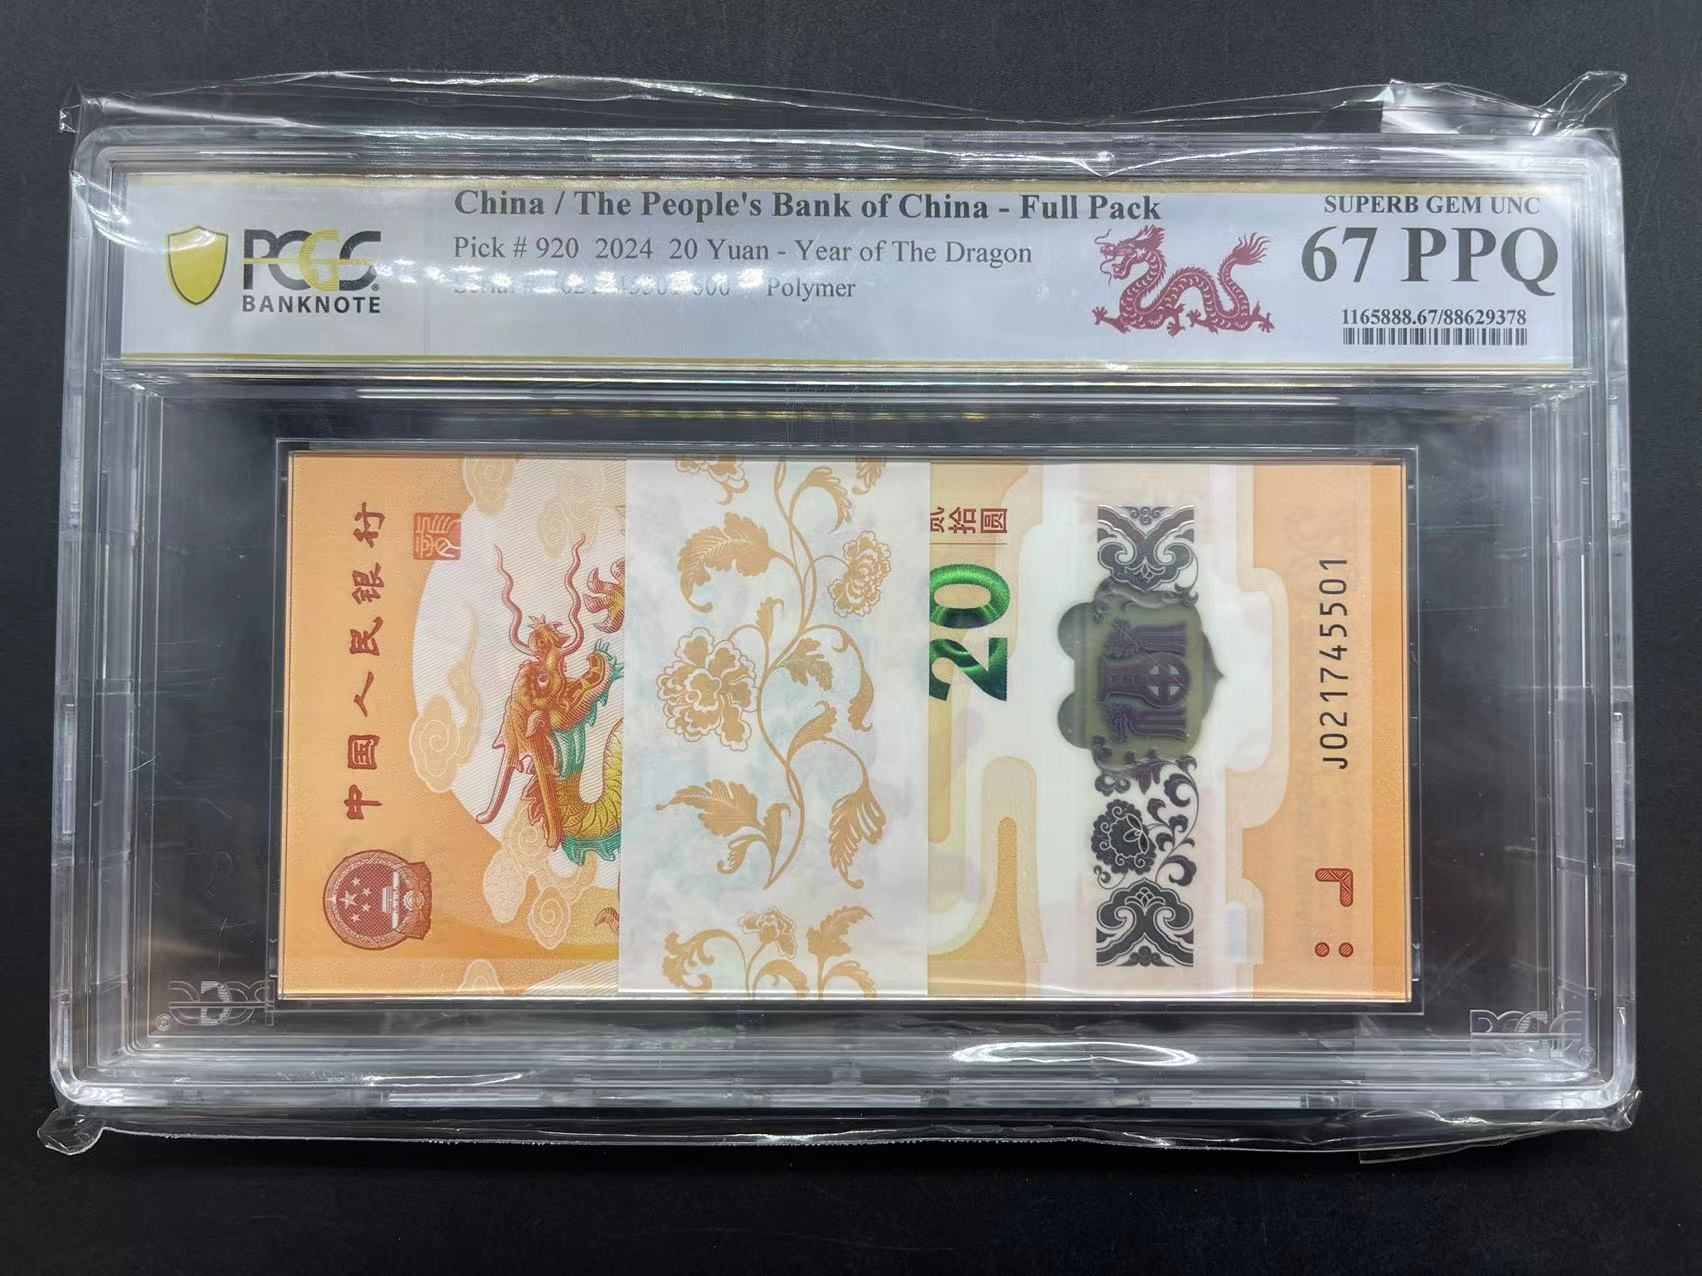 PCGS
BANKNOTE
China / The People's Bank of China - Full Pack
Pick # 920 2024 20 Yuan - Year of The Dragon
Polymer
SUPERB GEM UNC
67 PPQ
1165888.67/88629378
中国人民银行
贰拾圆
20
J021745501
PCGS